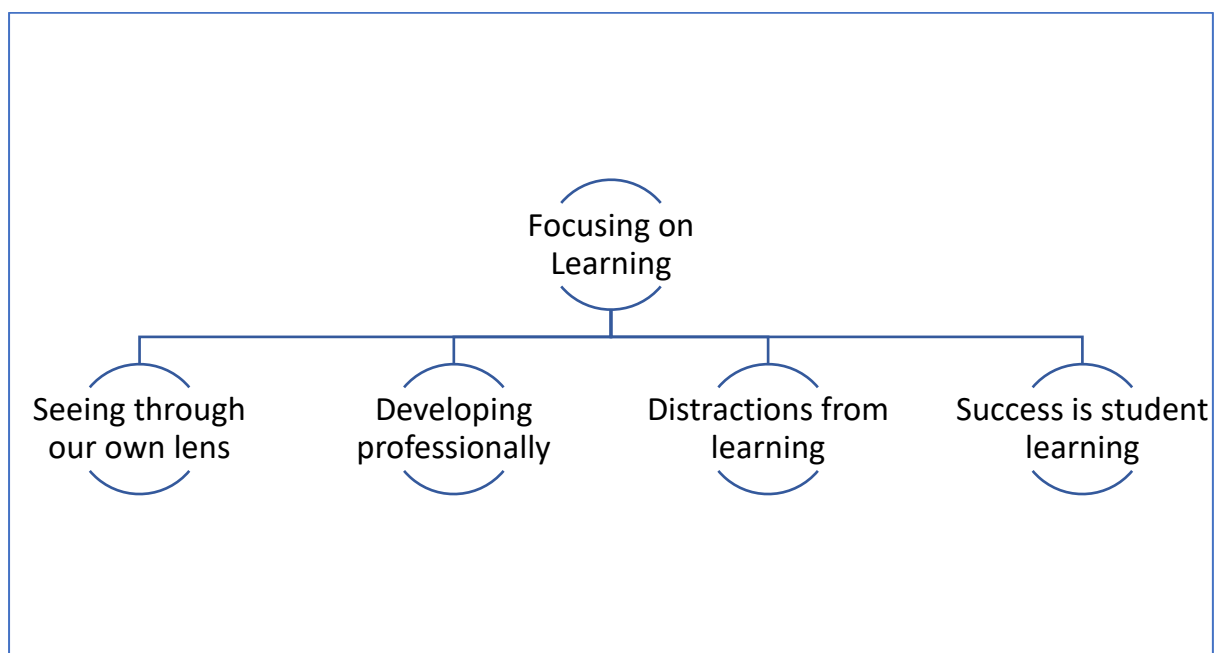 Focusing on
Learning
Seeing through
our own lens
Developing
professionally
Distractions from
learning
Success is student
learning